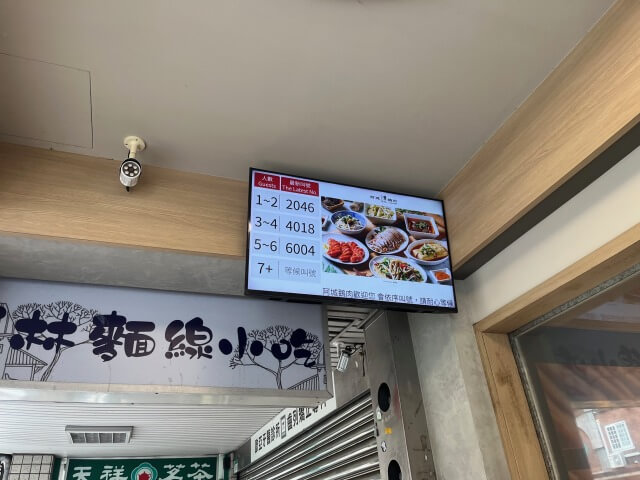 人數 最新叫號
Guests The Latest No.
1~2 2046
3~4 4018
5~6 6004
7+ 等候叫號
阿城鵝肉歡迎您 會依序叫號，請耐心等候
林麵線小吃
天祥茗茶